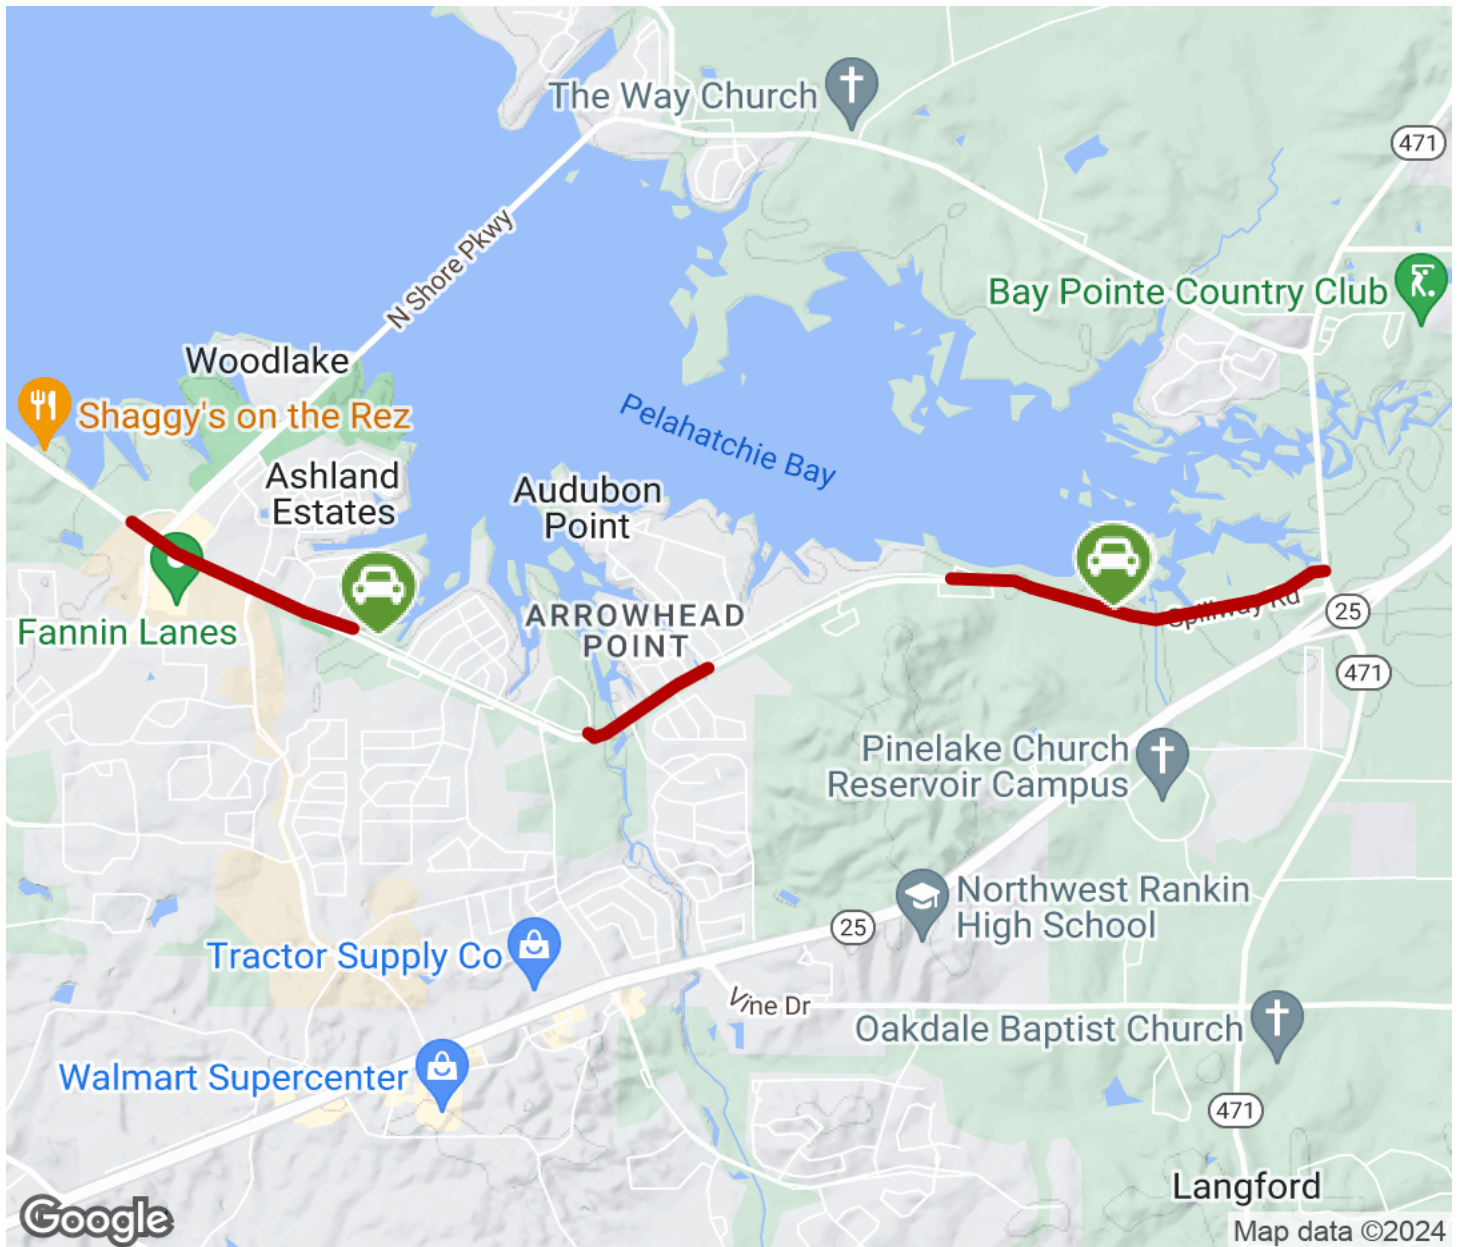 The Way Church
471
N Shore Pkwy
Bay Pointe Country Club
Woodlake
Shaggy's on the Rez
Pelahatchie Bay
Ashland
Estates
Audubon
Point
Fannin Lanes
ARROWHEAD
POINT
Spillway Rd
25
471
Pinelake Church
Reservoir Campus
Northwest Rankin
High School
25
Tractor Supply Co
Vine Dr
Oakdale Baptist Church
Walmart Supercenter
471
Langford
Google
Map data ©2024